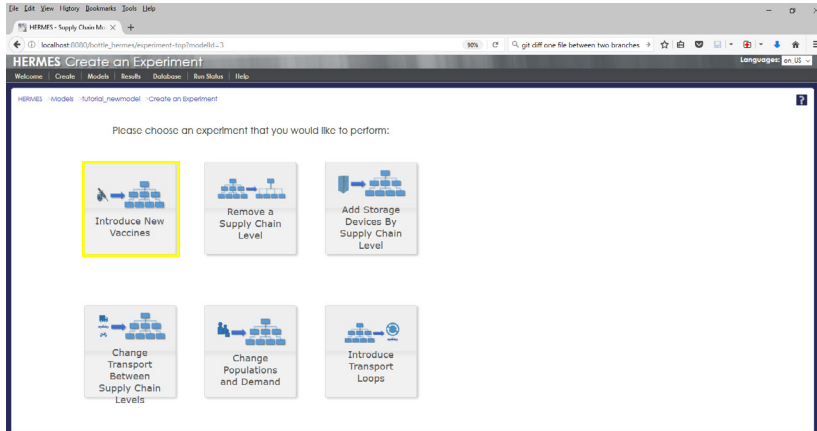 File Edit View History Bookmarks Tools Help
HERMES - Supply Chain Mo
localhost:8080/bottle_hermes/experiment-top?modelId=3
90%
git diff one file between two branches
HERMES Create an Experiment
Languages: en_US
Welcome | Create | Models | Results | Database | Run Status | Help
HERMES >Models >tutorial_newmodel >Create an Experiment
?
Please choose an experiment that you would like to perform:
Introduce New
Vaccines
Remove a
Supply Chain
Level
Add Storage
Devices By
Supply Chain
Level
Change
Transport
Between
Supply Chain
Levels
Change
Populations
and Demand
Introduce
Transport
Loops